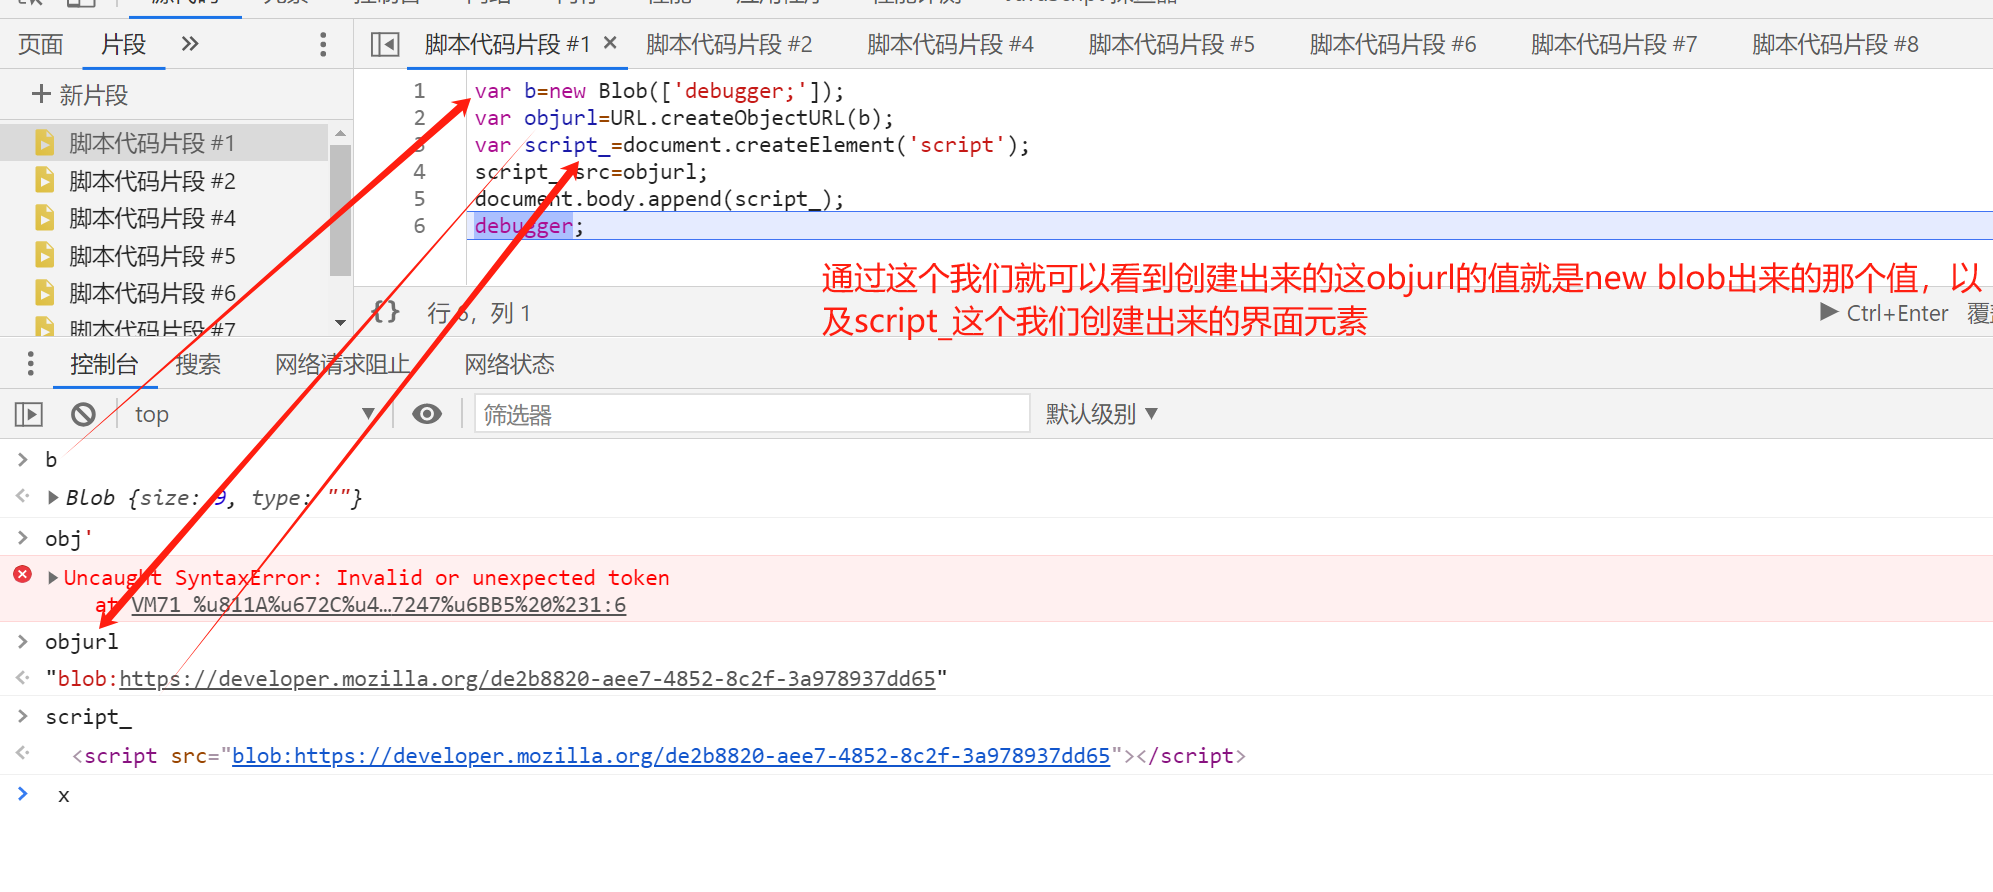 页面 片段
脚本代码片段 #1 × 脚本代码片段 #2 脚本代码片段 #4 脚本代码片段 #5 脚本代码片段 #6 脚本代码片段 #7 脚本代码片段 #8
+ 新片段
脚本代码片段 #1
脚本代码片段 #2
脚本代码片段 #4
脚本代码片段 #5
脚本代码片段 #6
脚本代码片段 #7
1 var b=new Blob(['debugger;']);
2 var objurl=URL.createObjectURL(b);
3 var script_=document.createElement('script');
4 script_.src=objurl;
5 document.body.append(script_);
6 debugger;
通过这个我们就可以看到创建出来的这objurl的值就是new blob出来的那个值，以
及script_这个我们创建出来的界面元素
{} 行 6，列 1
Ctrl+Enter
控制台 搜索 网络请求阻止 网络状态
top 筛选器 默认级别
> b
Blob {size: 9, type: ""}
> obj'
Uncaught SyntaxError: Invalid or unexpected token
at VM71 %u811A%u672C%u4…7247%u6BB5%20%231:6
> objurl
"blob:https://developer.mozilla.org/de2b8820-aee7-4852-8c2f-3a978937dd65"
> script_
<script src="blob:https://developer.mozilla.org/de2b8820-aee7-4852-8c2f-3a978937dd65"></script>
> x